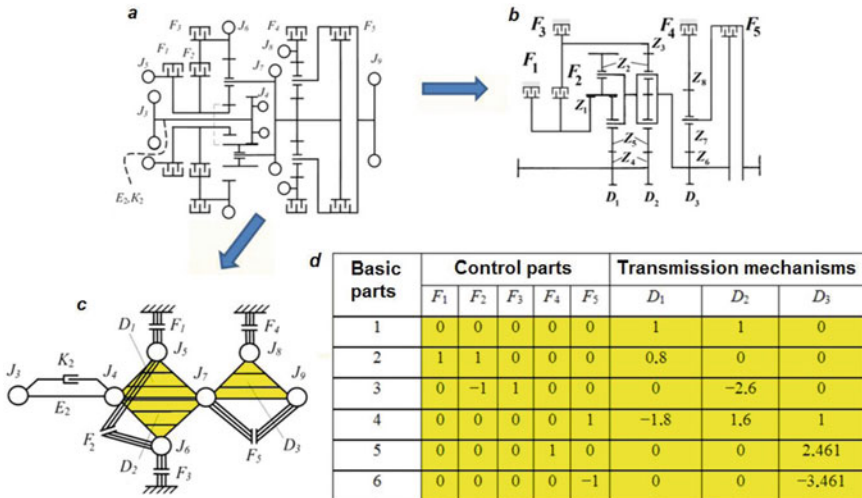 a
F₃ J₆ F₄ F₅
F₁ F₂ J₈ J₉
J₅ J₇
J₃ J₄
E₂,K₂
b
F₃ Z₃ F₄ F₅
F₁ F₂ Z₂ Z₈
Z₁
Z₅ Z₇
Z₄ Z₆
D₁ D₂ D₃
c
D₁ F₁ F₄
J₅ J₈
J₃ K₂ J₄ J₇ J₉
E₂
F₂ J₆ F₅ D₃
D₂ F₃
d
Basic parts Control parts Transmission mechanisms
F₁ F₂ F₃ F₄ F₅ D₁ D₂ D₃
1 0 0 0 0 0 1 1 0
2 1 1 0 0 0 0.8 0 0
3 0 −1 1 0 0 0 −2.6 0
4 0 0 0 0 1 −1.8 1.6 1
5 0 0 0 1 0 0 0 2.461
6 0 0 0 0 −1 0 0 −3.461